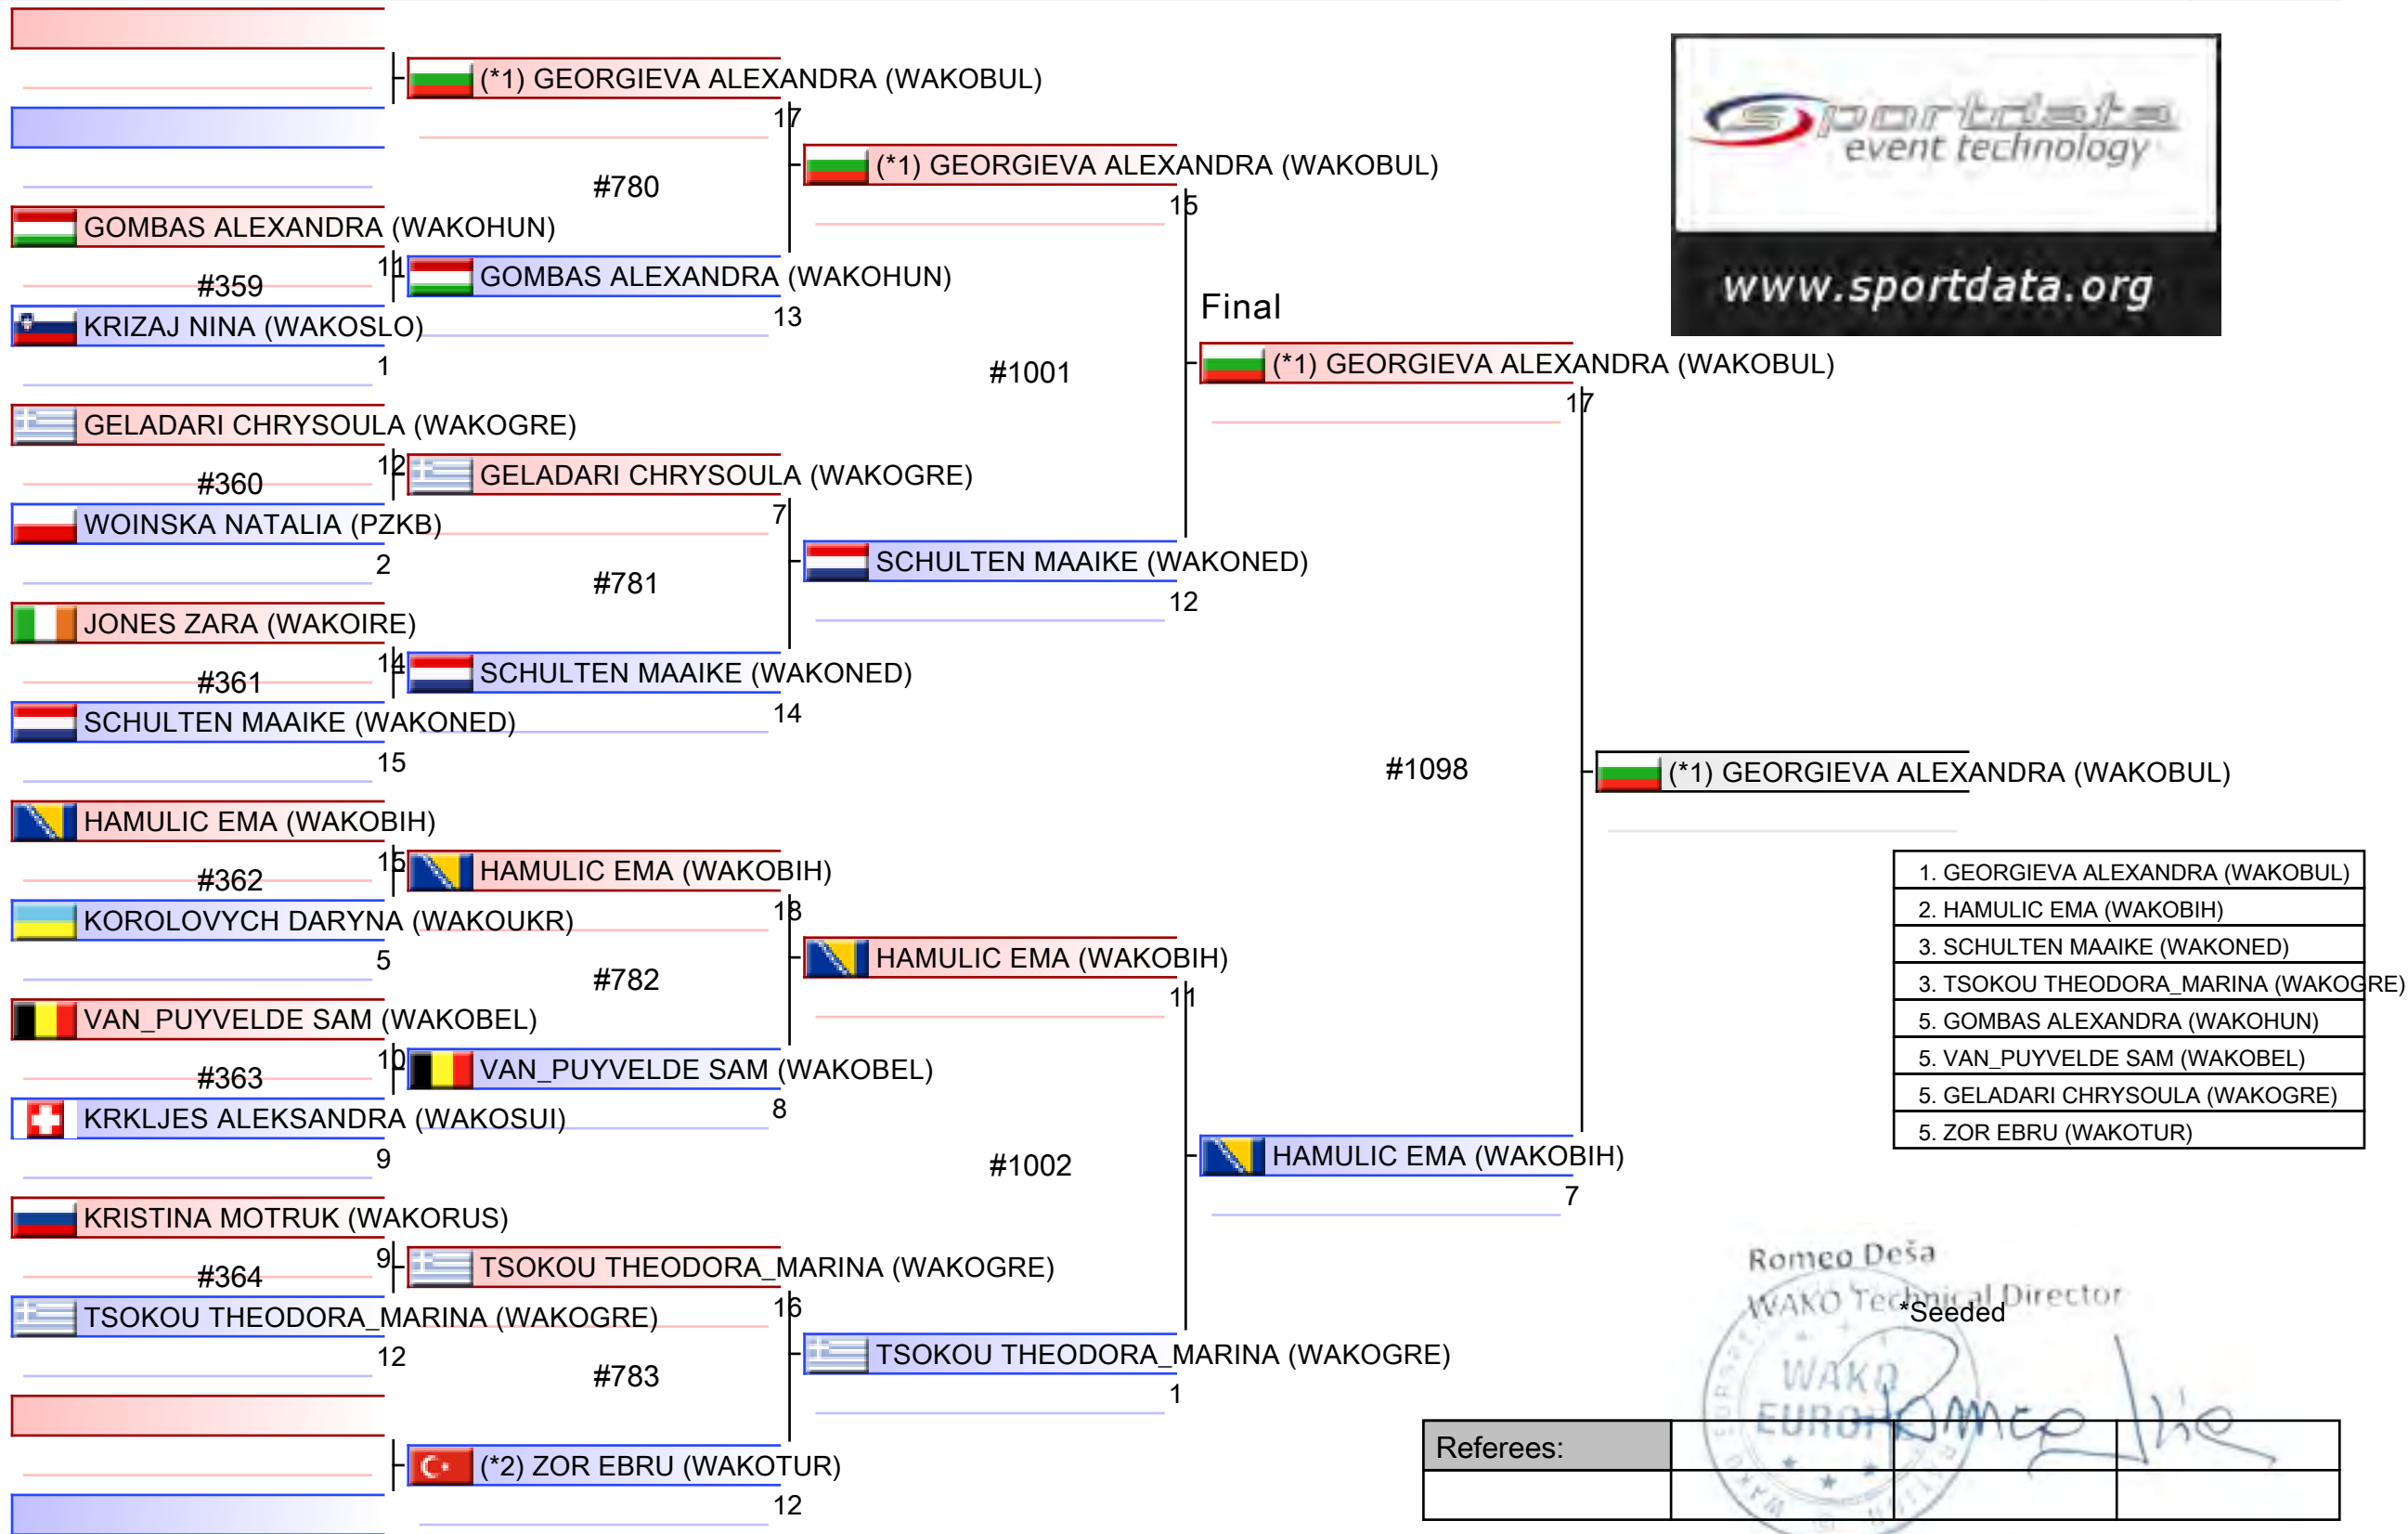 (*1) GEORGIEVA ALEXANDRA (WAKOBUL)
17
#780
GOMBAS ALEXANDRA (WAKOHUN)
11
#359
GOMBAS ALEXANDRA (WAKOHUN)
13
KRIZAJ NINA (WAKOSLO)
1
(*1) GEORGIEVA ALEXANDRA (WAKOBUL)
15
#1001
GELADARI CHRYSOULA (WAKOGRE)
12
#360
GELADARI CHRYSOULA (WAKOGRE)
7
WOINSKA NATALIA (PZKB)
2
#781
SCHULTEN MAAIKE (WAKONED)
12
JONES ZARA (WAKOIRE)
14
#361
SCHULTEN MAAIKE (WAKONED)
14
SCHULTEN MAAIKE (WAKONED)
15
Final
(*1) GEORGIEVA ALEXANDRA (WAKOBUL)
17
#1098
(*1) GEORGIEVA ALEXANDRA (WAKOBUL)
HAMULIC EMA (WAKOBIH)
15
#362
HAMULIC EMA (WAKOBIH)
18
KOROLOVYCH DARYNA (WAKOUKR)
5
#782
HAMULIC EMA (WAKOBIH)
11
VAN_PUYVELDE SAM (WAKOBEL)
10
#363
VAN_PUYVELDE SAM (WAKOBEL)
8
KRKLJES ALEKSANDRA (WAKOSUI)
9
#1002
HAMULIC EMA (WAKOBIH)
7
KRISTINA MOTRUK (WAKORUS)
9
#364
TSOKOU THEODORA_MARINA (WAKOGRE)
16
TSOKOU THEODORA_MARINA (WAKOGRE)
12
#783
TSOKOU THEODORA_MARINA (WAKOGRE)
1
(*2) ZOR EBRU (WAKOTUR)
12
sportdata
event technology
www.sportdata.org
1. GEORGIEVA ALEXANDRA (WAKOBUL)
2. HAMULIC EMA (WAKOBIH)
3. SCHULTEN MAAIKE (WAKONED)
3. TSOKOU THEODORA_MARINA (WAKOGRE)
5. GOMBAS ALEXANDRA (WAKOHUN)
5. VAN_PUYVELDE SAM (WAKOBEL)
5. GELADARI CHRYSOULA (WAKOGRE)
5. ZOR EBRU (WAKOTUR)
Romeo Deša
WAKO Technical Director
*Seeded
WAKO
EUROPE
Referees: